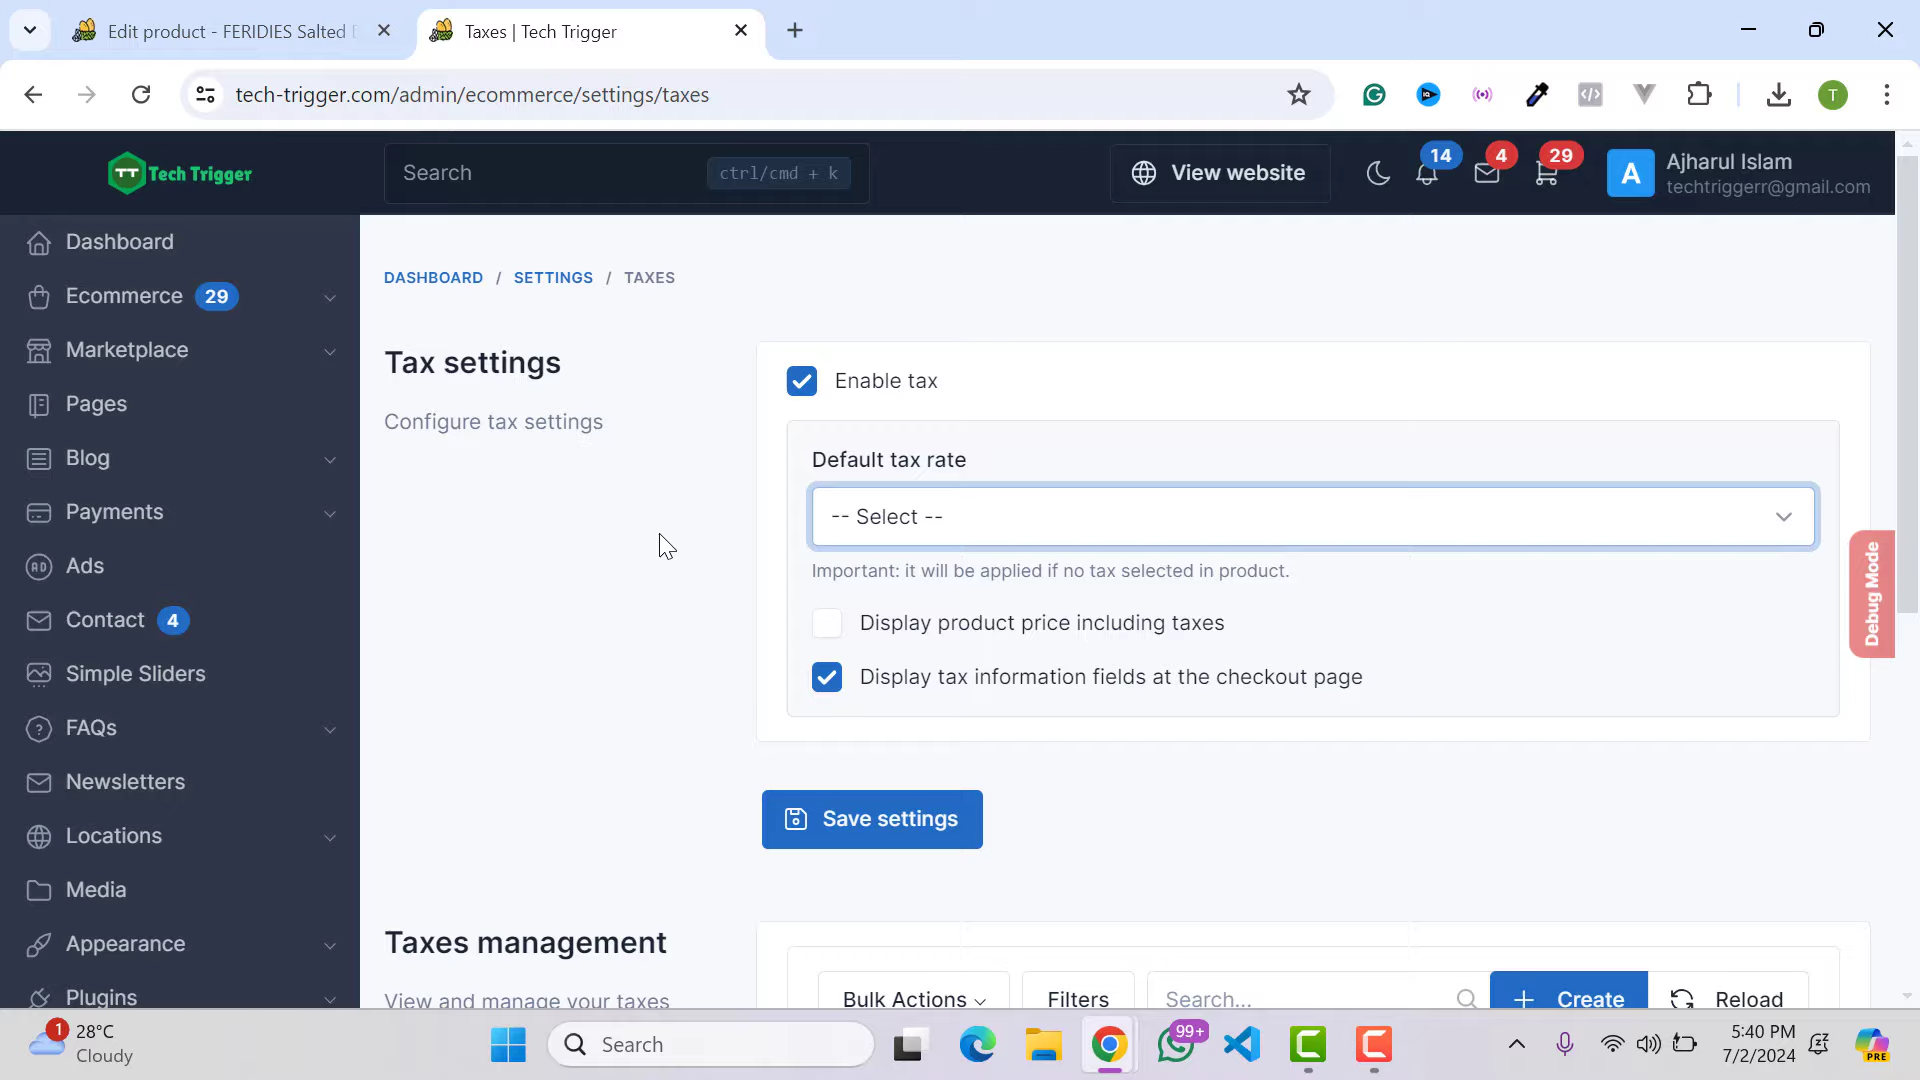 Edit product - FERIDIES Salted
Taxes | Tech Trigger
tech-trigger.com/admin/ecommerce/settings/taxes
T
TT Tech Trigger
Search ctrl/cmd + k
View website
14
4
29
A
Ajharul Islam
techtriggerr@gmail.com
Dashboard
Ecommerce 29
Marketplace
Pages
Blog
Payments
AD Ads
Contact 4
Simple Sliders
FAQs
Newsletters
Locations
Media
Appearance
Plugins
DASHBOARD / SETTINGS / TAXES
Tax settings
Configure tax settings
Enable tax
Default tax rate
-- Select --
Important: it will be applied if no tax selected in product.
Display product price including taxes
Display tax information fields at the checkout page
Save settings
Debug Mode
Taxes management
View and manage your taxes
Bulk Actions
Filters
Search...
Create
Reload
1
28°C
Cloudy
Search
99+
5:40 PM
7/2/2024
PRE